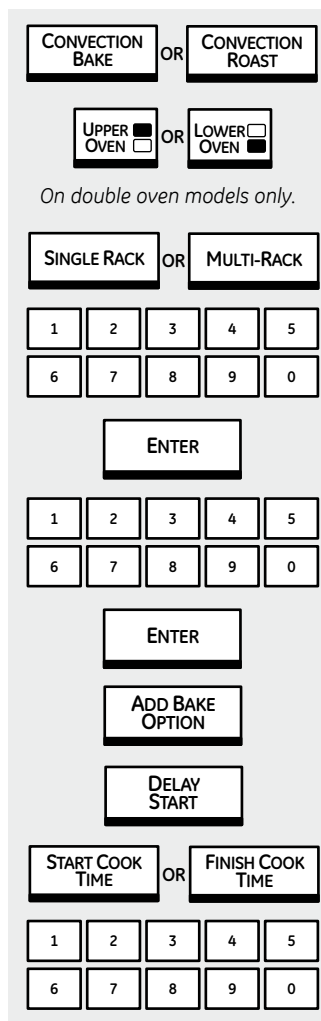 CONVECTION BAKE OR CONVECTION ROAST
UPPER OVEN OR LOWER OVEN
On double oven models only.
SINGLE RACK OR MULTI-RACK
1 2 3 4 5
6 7 8 9 0
ENTER
1 2 3 4 5
6 7 8 9 0
ENTER
ADD BAKE
OPTION
DELAY
START
START COOK TIME OR FINISH COOK TIME
1 2 3 4 5
6 7 8 9 0